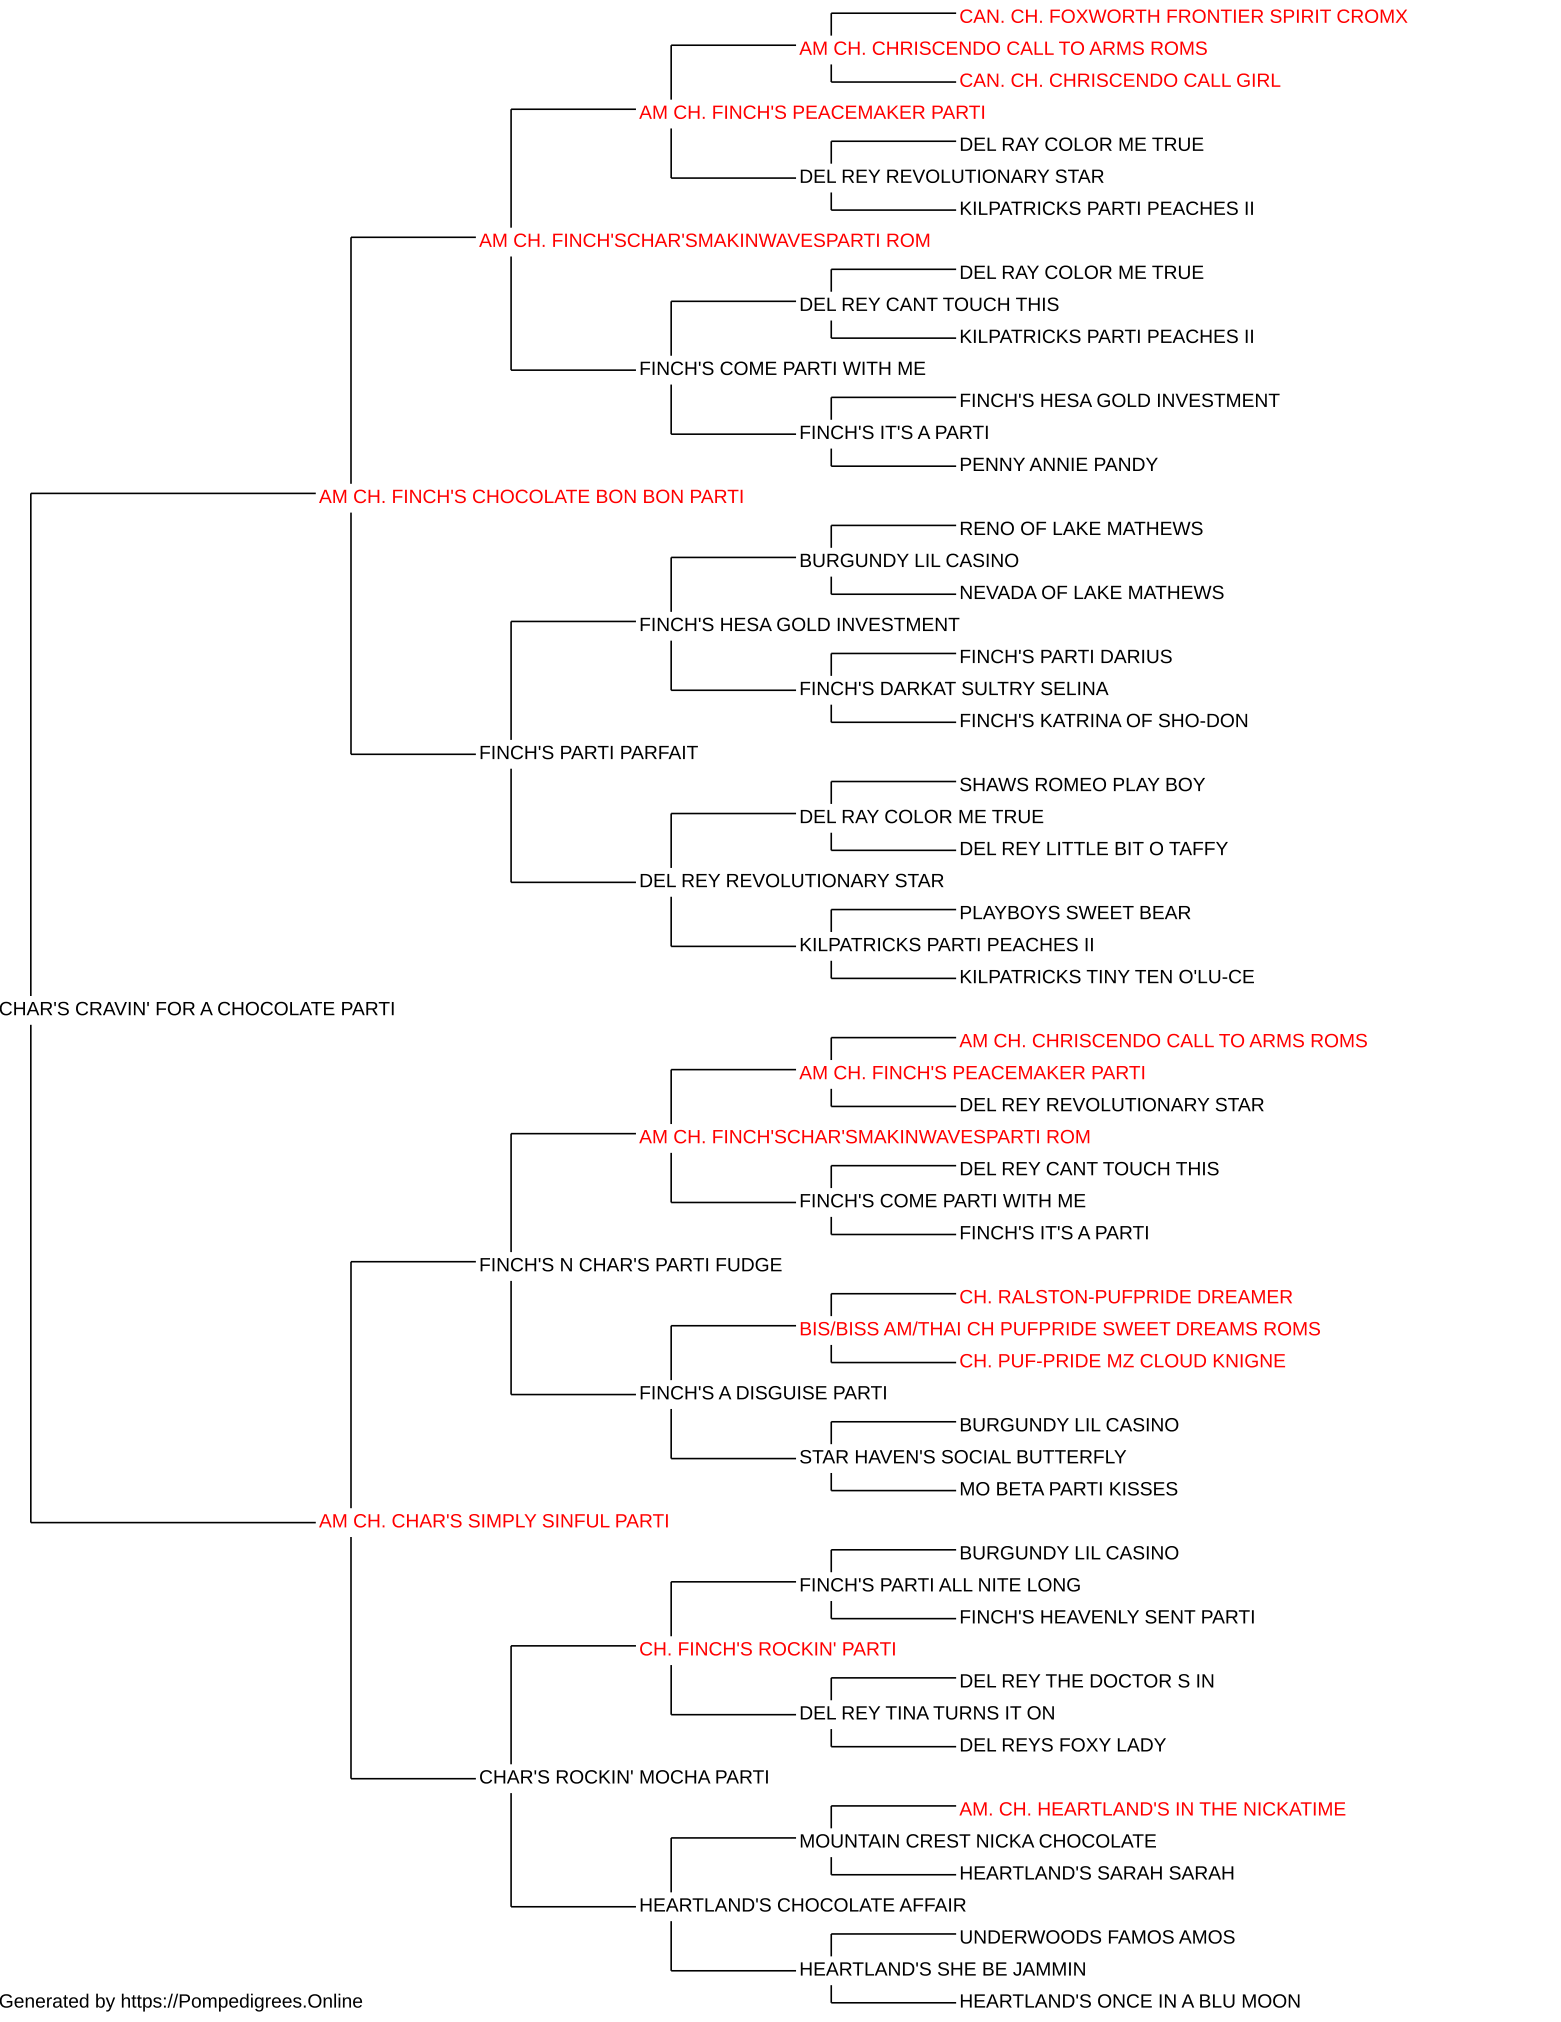 CAN. CH. FOXWORTH FRONTIER SPIRIT CROMX
AM CH. CHRISCENDO CALL TO ARMS ROMS
CAN. CH. CHRISCENDO CALL GIRL
AM CH. FINCH'S PEACEMAKER PARTI
DEL RAY COLOR ME TRUE
DEL REY REVOLUTIONARY STAR
KILPATRICKS PARTI PEACHES II
AM CH. FINCH'SCHAR'SMAKINWAVESPARTI ROM
DEL RAY COLOR ME TRUE
DEL REY CANT TOUCH THIS
KILPATRICKS PARTI PEACHES II
FINCH'S COME PARTI WITH ME
FINCH'S HESA GOLD INVESTMENT
FINCH'S IT'S A PARTI
PENNY ANNIE PANDY
AM CH. FINCH'S CHOCOLATE BON BON PARTI
RENO OF LAKE MATHEWS
BURGUNDY LIL CASINO
NEVADA OF LAKE MATHEWS
FINCH'S HESA GOLD INVESTMENT
FINCH'S PARTI DARIUS
FINCH'S DARKAT SULTRY SELINA
FINCH'S KATRINA OF SHO-DON
FINCH'S PARTI PARFAIT
SHAWS ROMEO PLAY BOY
DEL RAY COLOR ME TRUE
DEL REY LITTLE BIT O TAFFY
DEL REY REVOLUTIONARY STAR
PLAYBOYS SWEET BEAR
KILPATRICKS PARTI PEACHES II
KILPATRICKS TINY TEN O'LU-CE
CHAR'S CRAVIN' FOR A CHOCOLATE PARTI
AM CH. CHRISCENDO CALL TO ARMS ROMS
AM CH. FINCH'S PEACEMAKER PARTI
DEL REY REVOLUTIONARY STAR
AM CH. FINCH'SCHAR'SMAKINWAVESPARTI ROM
DEL REY CANT TOUCH THIS
FINCH'S COME PARTI WITH ME
FINCH'S IT'S A PARTI
FINCH'S N CHAR'S PARTI FUDGE
CH. RALSTON-PUFPRIDE DREAMER
BIS/BISS AM/THAI CH PUFPRIDE SWEET DREAMS ROMS
CH. PUF-PRIDE MZ CLOUD KNIGNE
FINCH'S A DISGUISE PARTI
BURGUNDY LIL CASINO
STAR HAVEN'S SOCIAL BUTTERFLY
MO BETA PARTI KISSES
AM CH. CHAR'S SIMPLY SINFUL PARTI
BURGUNDY LIL CASINO
FINCH'S PARTI ALL NITE LONG
FINCH'S HEAVENLY SENT PARTI
CH. FINCH'S ROCKIN' PARTI
DEL REY THE DOCTOR S IN
DEL REY TINA TURNS IT ON
DEL REYS FOXY LADY
CHAR'S ROCKIN' MOCHA PARTI
AM. CH. HEARTLAND'S IN THE NICKATIME
MOUNTAIN CREST NICKA CHOCOLATE
HEARTLAND'S SARAH SARAH
HEARTLAND'S CHOCOLATE AFFAIR
UNDERWOODS FAMOS AMOS
HEARTLAND'S SHE BE JAMMIN
HEARTLAND'S ONCE IN A BLU MOON
Generated by https://Pompedigrees.Online